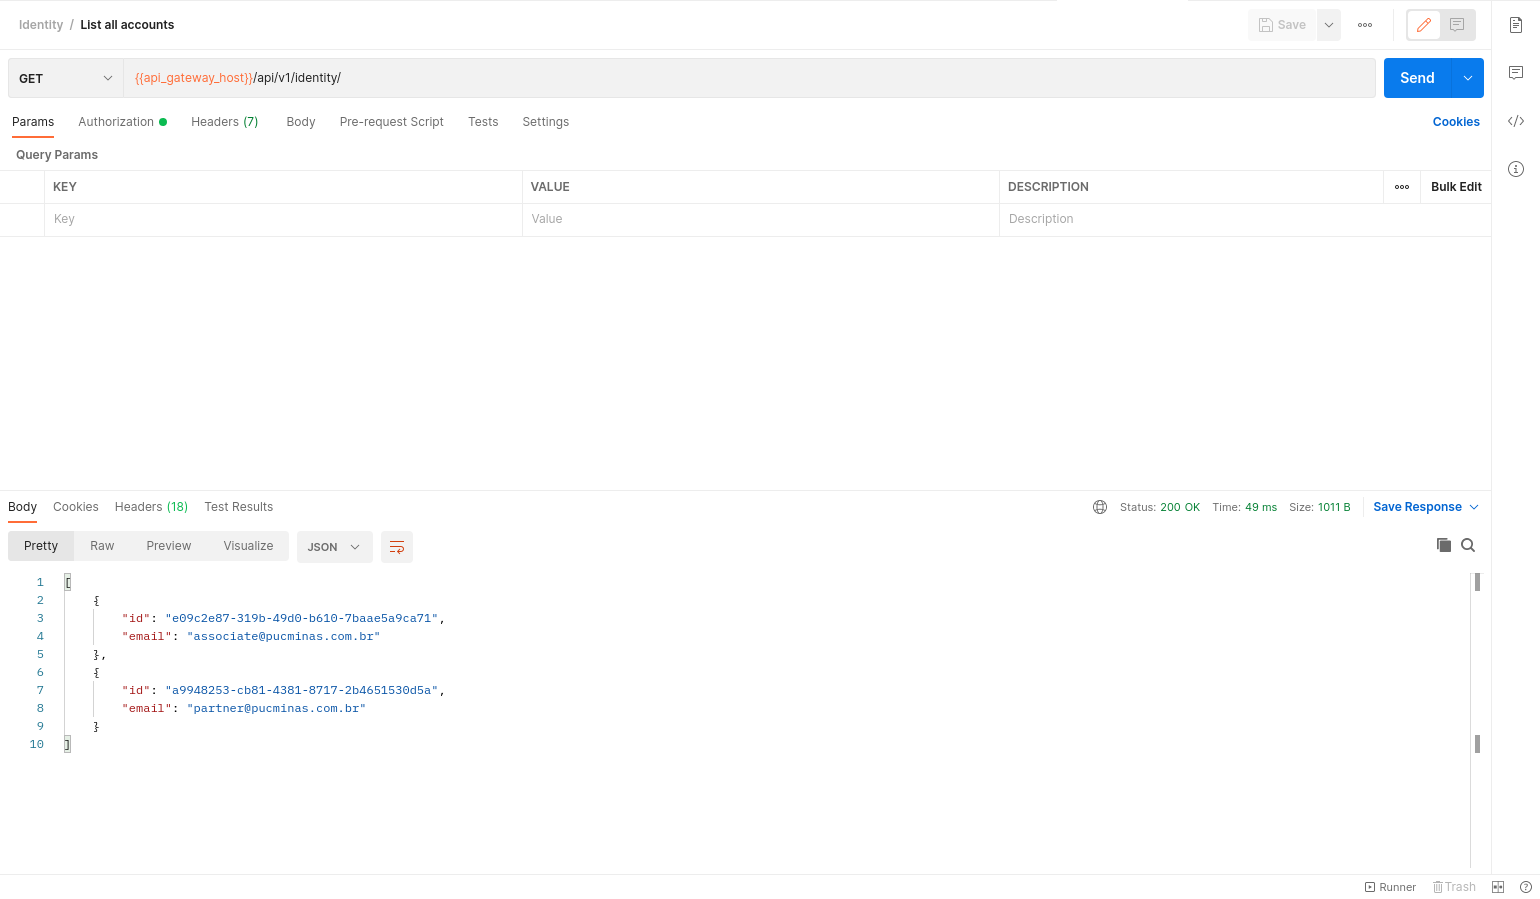 Identity / List all accounts
Save
GET
{{api_gateway_host}}/api/v1/identity/
Send
Params Authorization Headers (7) Body Pre-request Script Tests Settings
Cookies
Query Params
KEY VALUE DESCRIPTION Bulk Edit
Key Value Description
Body Cookies Headers (18) Test Results
Status: 200 OK Time: 49 ms Size: 1011 B Save Response
Pretty Raw Preview Visualize JSON
1 [
2 {
3 "id": "e09c2e87-319b-49d0-b610-7baae5a9ca71",
4 "email": "associate@pucminas.com.br"
5 },
6 {
7 "id": "a9948253-cb81-4381-8717-2b4651530d5a",
8 "email": "partner@pucminas.com.br"
9 }
10 ]
Runner Trash